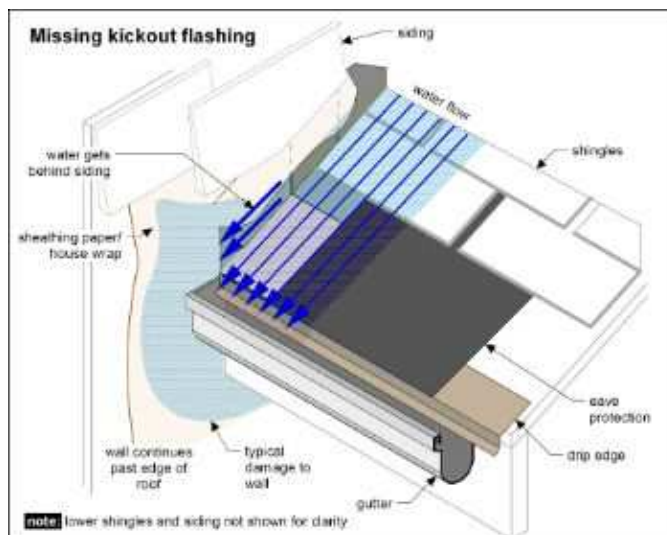 Missing kickout flashing
siding
water flow
shingles
water gets
behind siding
sheathing paper/
house wrap
eave
protection
wall continues
past edge of
roof
typical
damage to
wall
drip edge
gutter
note: lower shingles and siding not shown for clarity